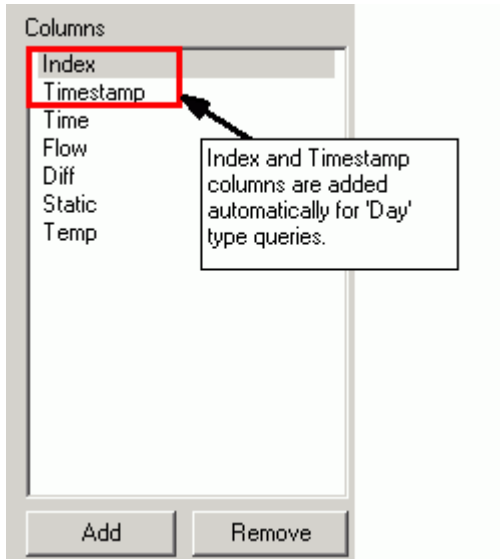 Columns
Index
Timestamp
Time
Flow
Diff
Static
Temp
Index and Timestamp
columns are added
automatically for 'Day'
type queries.
Add
Remove